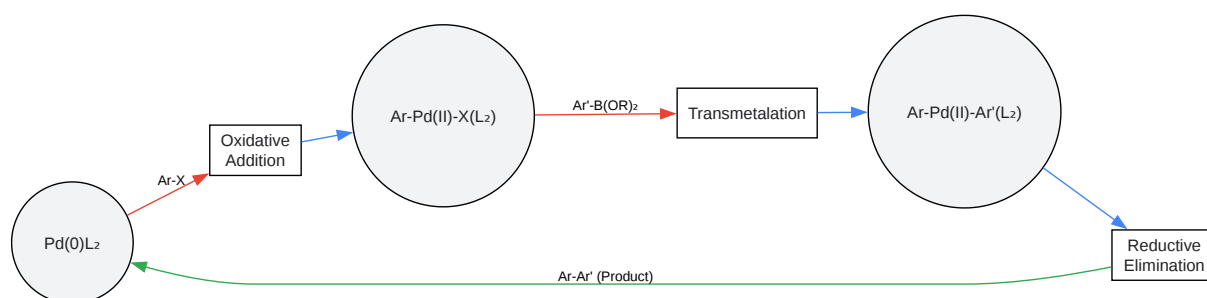 Pd(0)L₂
Ar-X
Oxidative
Addition
Ar-Pd(II)-X(L₂)
Ar'-B(OR)₂
Transmetalation
Ar-Pd(II)-Ar'(L₂)
Reductive
Elimination
Ar-Ar' (Product)